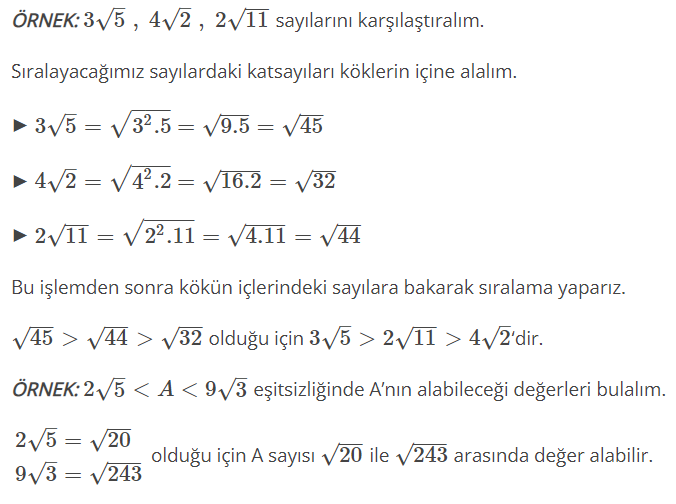 ÖRNEK: 3√5 , 4√2 , 2√11 sayılarını karşılaştıralım.
Sıralayacağımız sayılardaki katsayıları köklerin içine alalım.
► 3√5 = √(3².5) = √(9.5) = √45
► 4√2 = √(4².2) = √(16.2) = √32
► 2√11 = √(2².11) = √(4.11) = √44
Bu işlemden sonra kökün içlerindeki sayılara bakarak sıralama yaparız.
√45 > √44 > √32 olduğu için 3√5 > 2√11 > 4√2'dir.
ÖRNEK: 2√5 < A < 9√3 eşitsizliğinde A'nın alabileceği değerleri bulalım.
2√5 = √20
9√3 = √243
olduğu için A sayısı √20 ile √243 arasında değer alabilir.